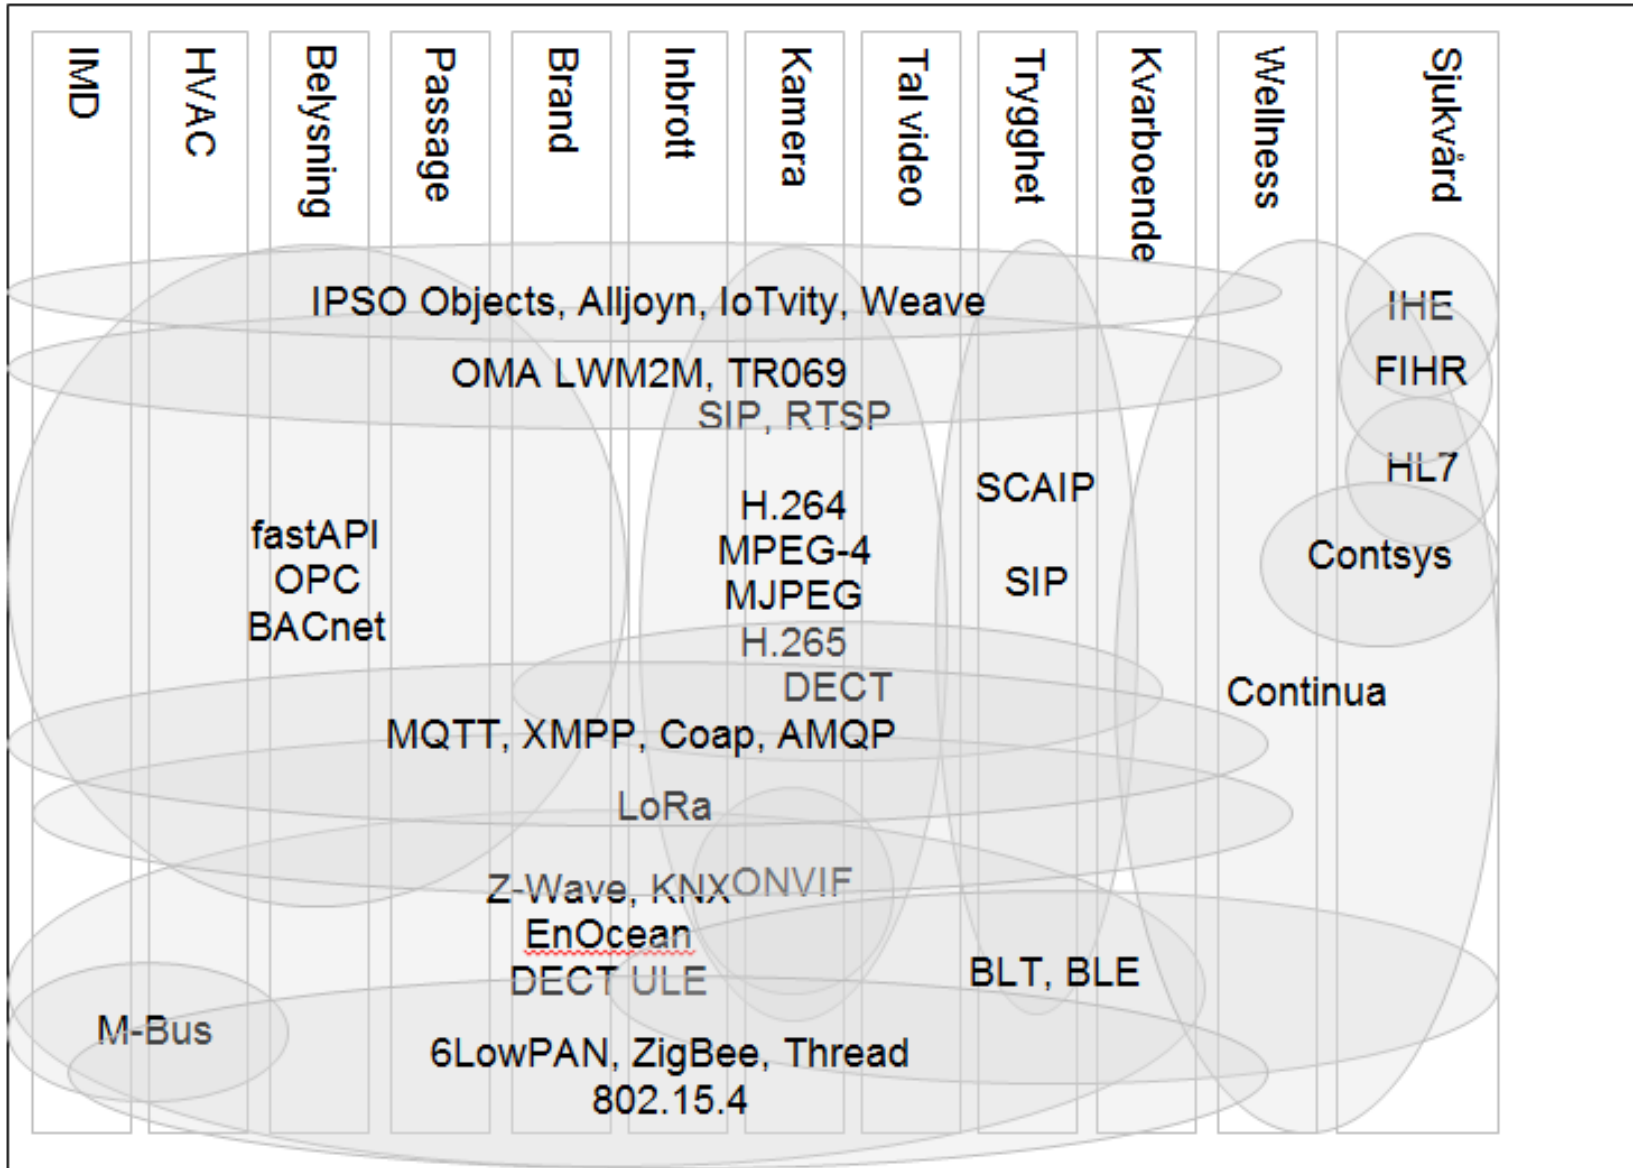 IMD
HVAC
Belysning
Passage
Brand
Inbrott
Kamera
Tal video
Trygghet
Kvarboende
Wellness
Sjukvård
IPSO Objects, Alljoyn, IoTvity, Weave
IHE
OMA LWM2M, TR069
FIHR
SIP, RTSP
HL7
SCAIP
H.264
MPEG-4
MJPEG
H.265
fastAPI
OPC
BACnet
SIP
Contsys
DECT
Continua
MQTT, XMPP, Coap, AMQP
LoRa
Z-Wave, KNX
ONVIF
EnOcean
DECT ULE
BLT, BLE
M-Bus
6LowPAN, ZigBee, Thread
802.15.4